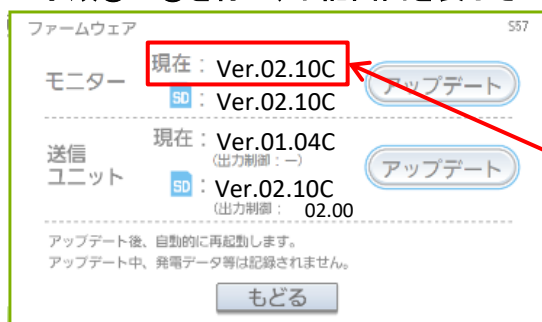 ファームウェア S57
モニター
現在： Ver.02.10C
SD： Ver.02.10C
アップデート
送信
ユニット
現在： Ver.01.04C
（出力制御：―）
SD： Ver.02.10C
（出力制御： 02.00
アップデート
アップデート後、自動的に再起動します。
アップデート中、発電データ等は記録されません。
もどる